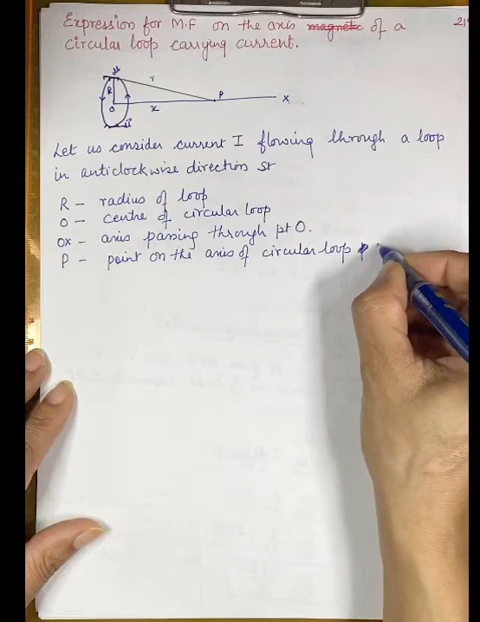 Expression for M.F on the axis magnetic of a
circular loop carrying current.
r
R
P
O
x
X
Let us consider current I flowing through a loop
in anticlockwise direction st
R – radius of loop
O – centre of circular loop
OX – axis passing through pt O.
P – point on the axis of circular loop